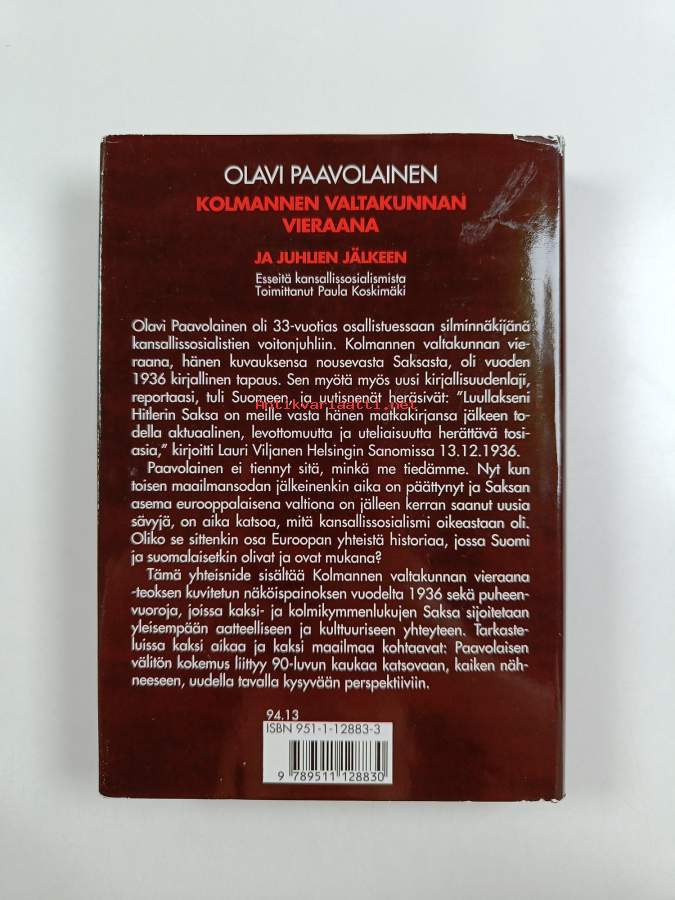 OLAVI PAAVOLAINEN
KOLMANNEN VALTAKUNNAN
VIERAANA
JA JUHLIEN JÄLKEEN
Esseitä kansallissosialismista
Toimittanut Paula Koskimäki
Olavi Paavolainen oli 33-vuotias osallistuessaan silminnäkijänä
kansallissosialistien voitonjuhliin. Kolmannen valtakunnan vie-
raana, hänen kuvauksensa nousevasta Saksasta, oli vuoden
1936 kirjallinen tapaus. Sen myötä myös uusi kirjallisuudenlaji,
reportaasi, tuli Suomeen, ja uutisnenät heräsivät: ”Luullakseni
Antikvariaatti.net
Hitlerin Saksa on meille vasta hänen matkakirjansa jälkeen to-
della aktuaalinen, levottomuutta ja uteliaisuutta herättävä tosi-
asia,” kirjoitti Lauri Viljanen Helsingin Sanomissa 13.12.1936.
Paavolainen ei tiennyt sitä, minkä me tiedämme. Nyt kun
toisen maailmansodan jälkeinenkin aika on päättynyt ja Saksan
asema eurooppalaisena valtiona on jälleen kerran saanut uusia
sävyjä, on aika katsoa, mitä kansallissosialismi oikeastaan oli.
Oliko se sittenkin osa Euroopan yhteistä historiaa, jossa Suomi
ja suomalaisetkin olivat ja ovat mukana?
Tämä yhteisnide sisältää Kolmannen valtakunnan vieraana
-teoksen kuvitetun näköispainoksen vuodelta 1936 sekä puheen-
vuoroja, joissa kaksi- ja kolmikymmenlukujen Saksa sijoitetaan
yleisempään aatteelliseen ja kulttuuriseen yhteyteen. Tarkaste-
luissa kaksi aikaa ja kaksi maailmaa kohtaavat: Paavolaisen
välitön kokemus liittyy 90-luvun kaukaa katsovaan, kaiken näh-
neeseen, uudella tavalla kysyvään perspektiiviin.
94.13
ISBN 951-1-12883-3
9 789511 128830